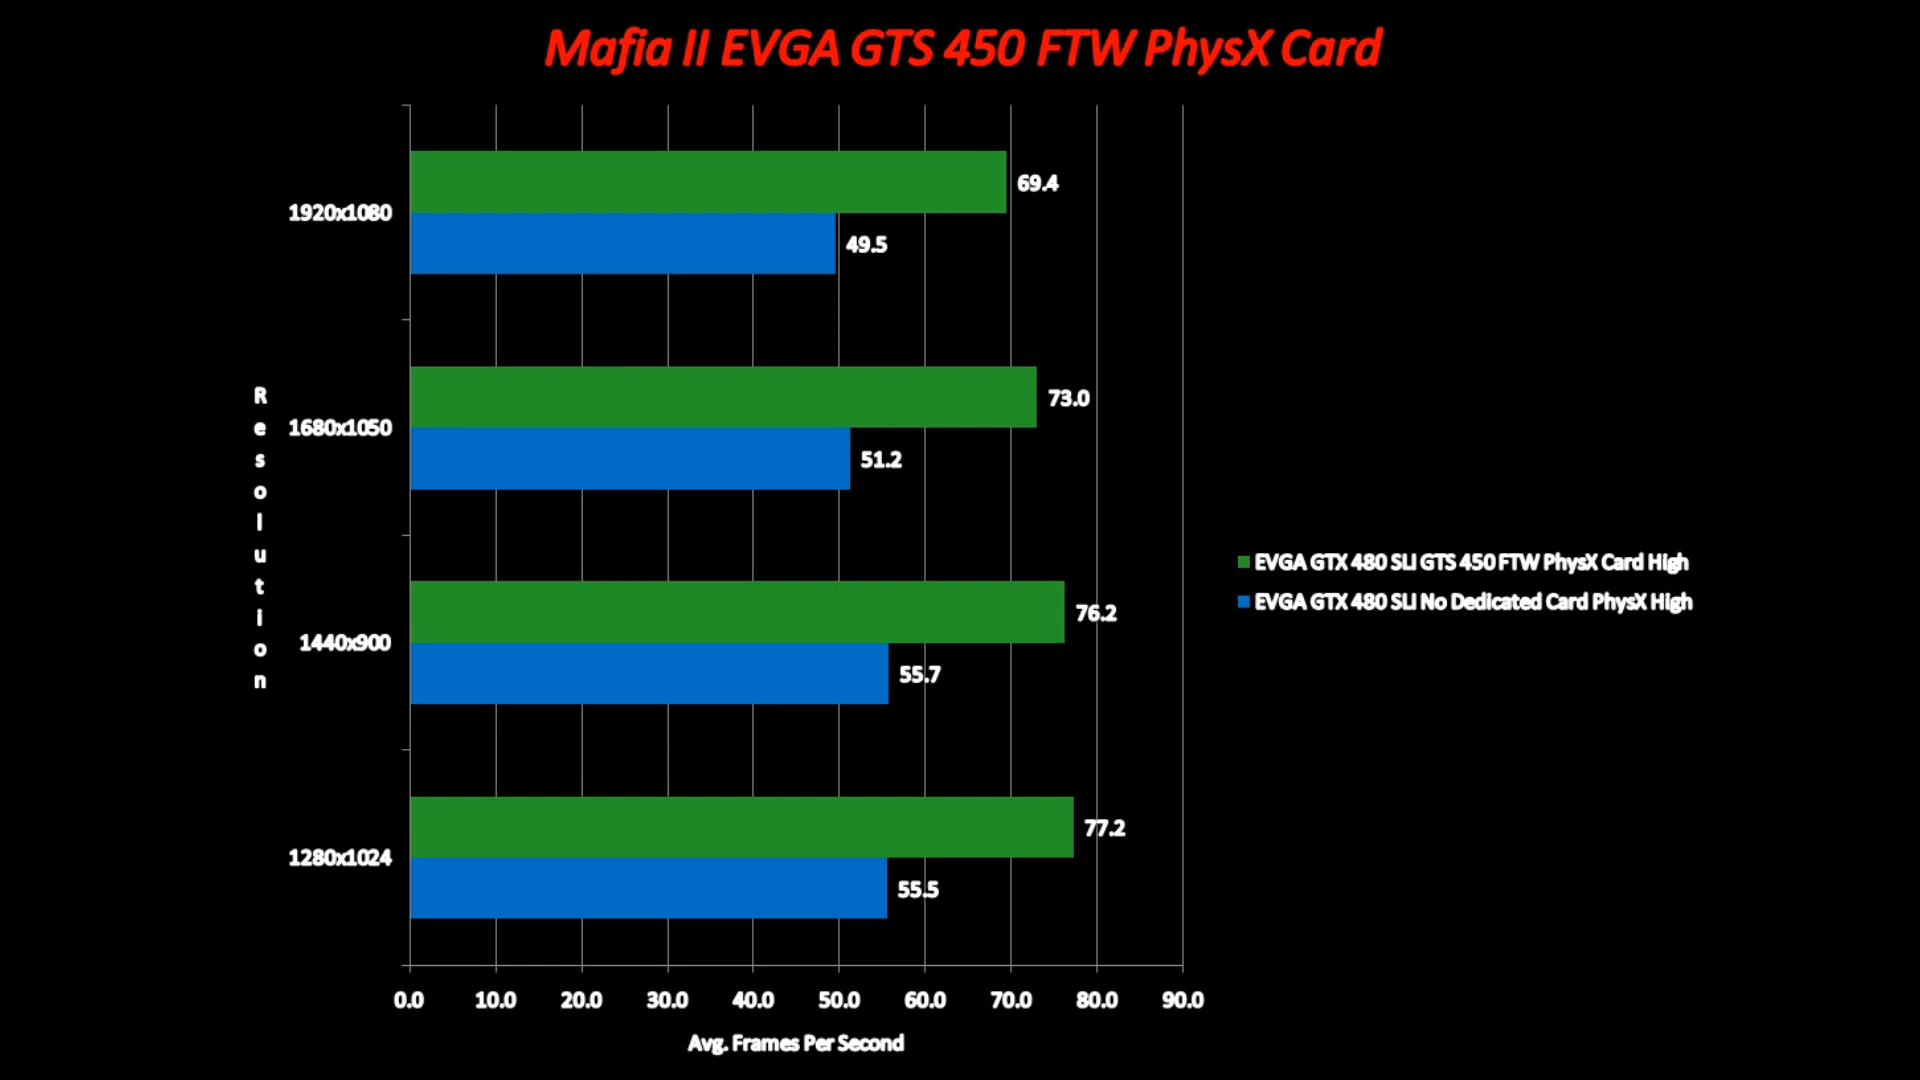 Mafia II EVGA GTS 450 FTW PhysX Card
69.4
1920x1080
49.5
73.0
1680x1050
51.2
Resolution
EVGA GTX 480 SLI GTS 450 FTW PhysX Card High
EVGA GTX 480 SLI No Dedicated Card PhysX High
76.2
1440x900
55.7
77.2
1280x1024
55.5
0.0 10.0 20.0 30.0 40.0 50.0 60.0 70.0 80.0 90.0
Avg. Frames Per Second